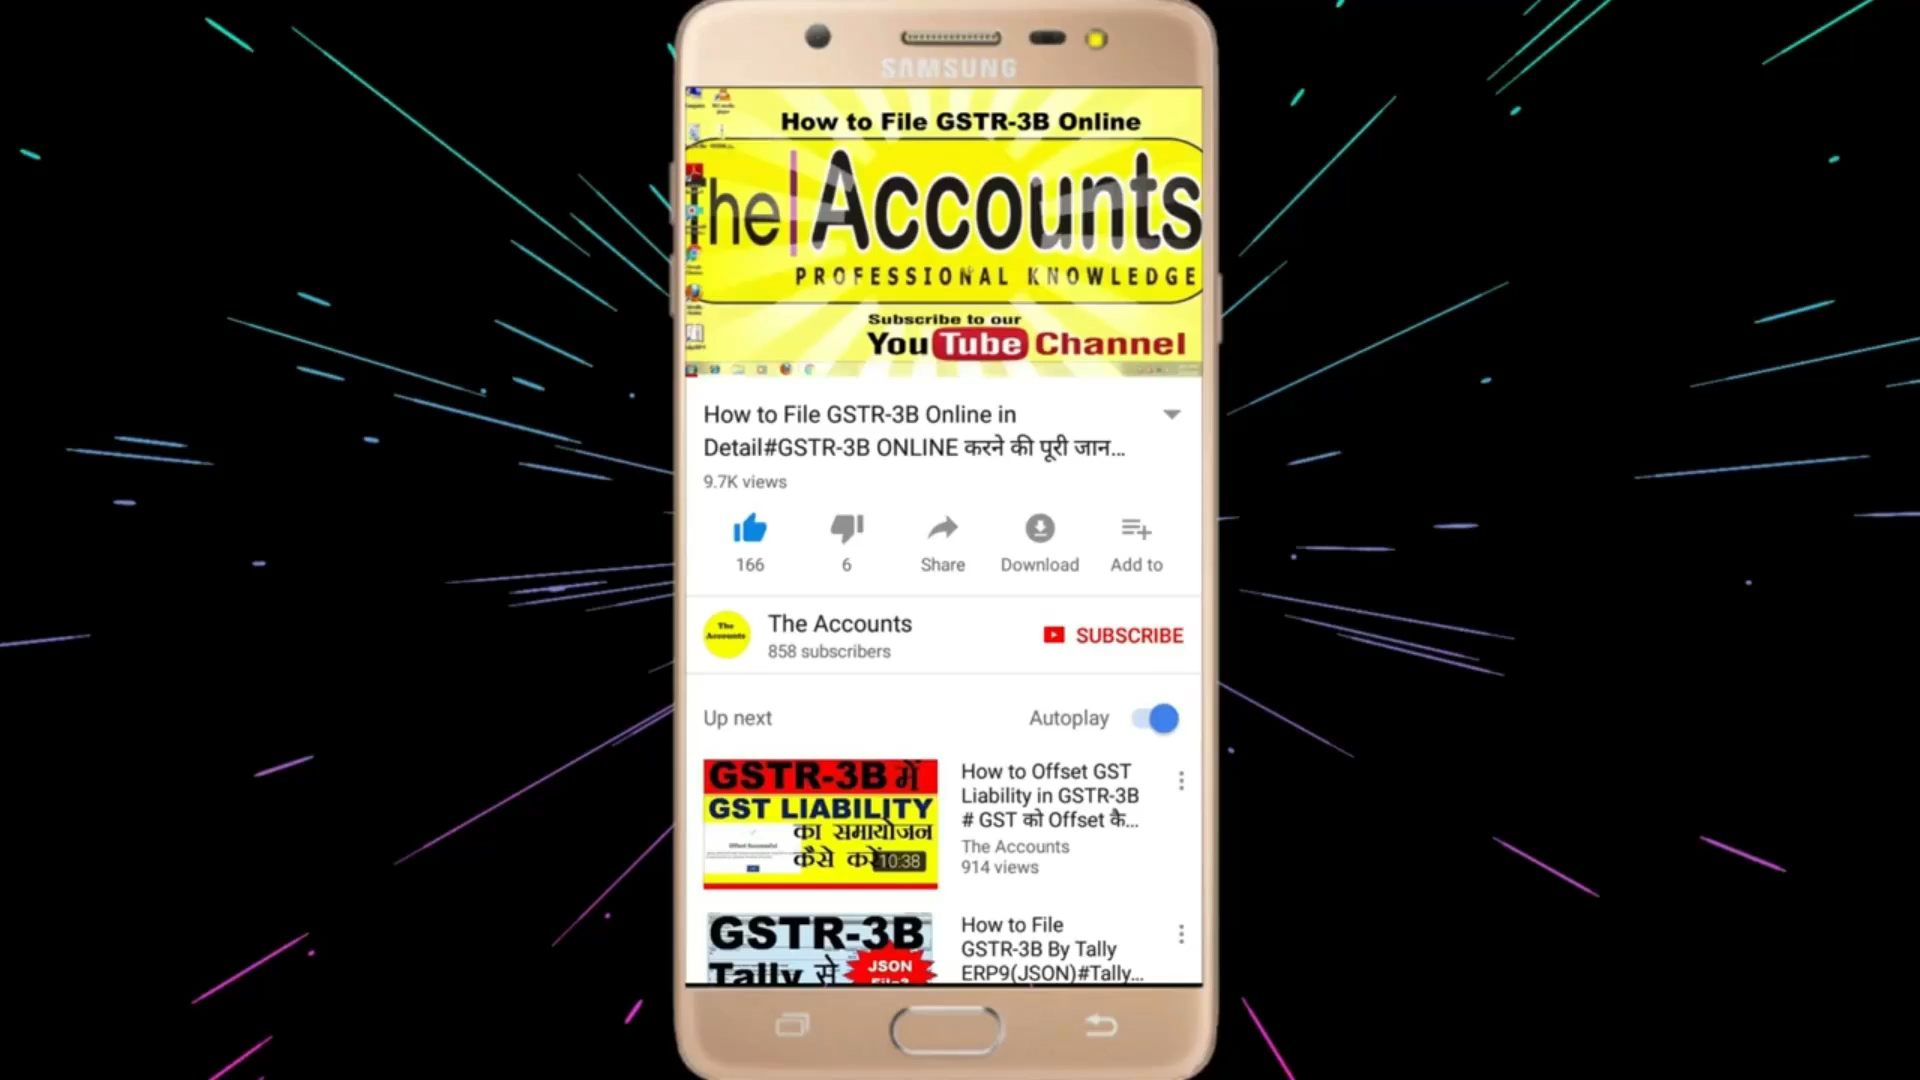 SAMSUNG
How to File GSTR-3B Online
The Accounts
PROFESSIONAL KNOWLEDGE
Subscribe to our
YouTube Channel
How to File GSTR-3B Online in
Detail#GSTR-3B ONLINE करने की पूरी जान...
9.7K views
166
6
Share
Download
Add to
The Accounts
The Accounts
858 subscribers
SUBSCRIBE
Up next
Autoplay
GSTR-3B में
GST LIABILITY
का समायोजन
कैसे करें
10:38
How to Offset GST
Liability in GSTR-3B
# GST को Offset कै...
The Accounts
914 views
GSTR-3B
Tally से
JSON
How to File
GSTR-3B By Tally
ERP9(JSON)#Tally...